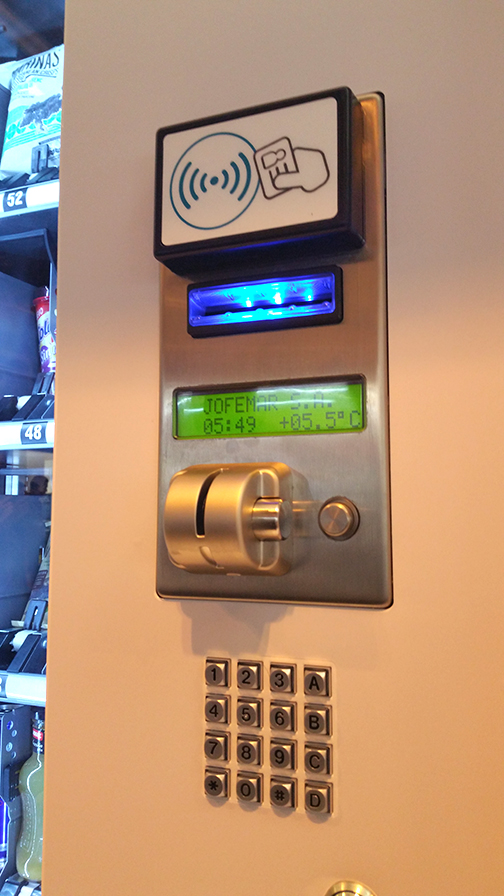 52
48
JOFEMAR S.A.
05:49 +05.5°C
1 2 3 A
4 5 6 B
7 8 9 C
* 0 # D